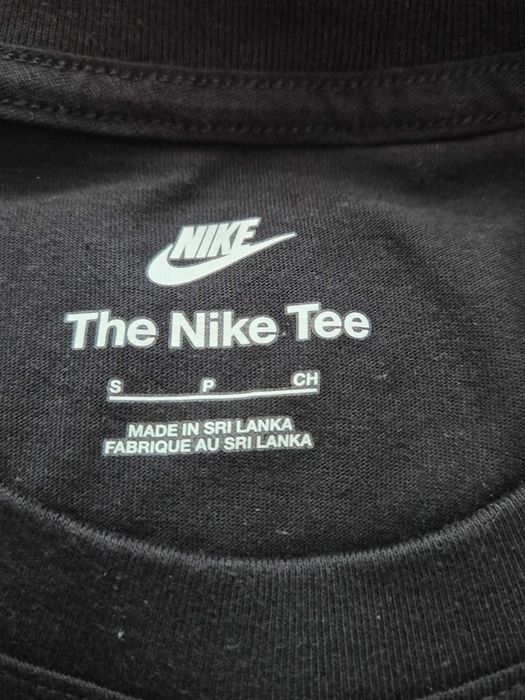 NIKE
The Nike Tee
S P CH
MADE IN SRI LANKA
FABRIQUE AU SRI LANKA